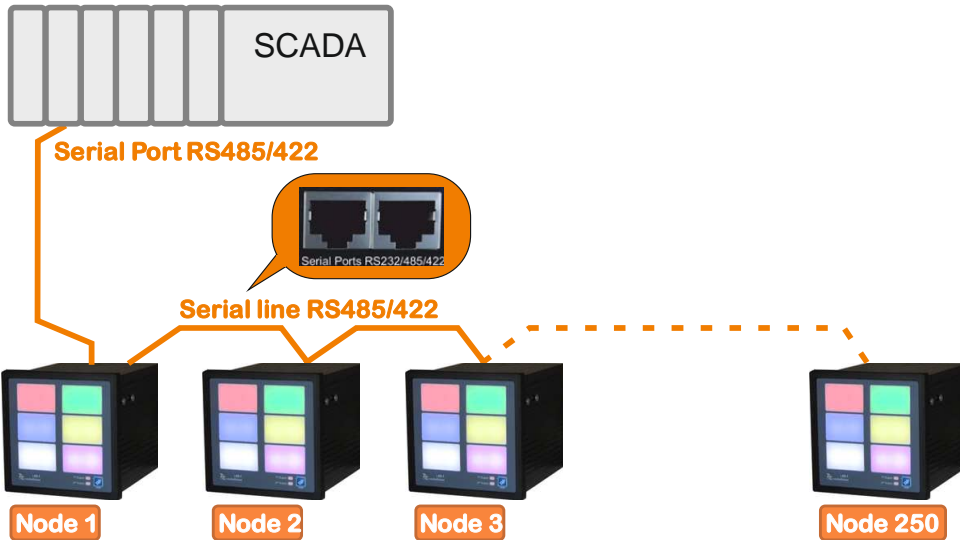 SCADA
Serial Port RS485/422
Serial Ports RS232/485/422
Serial line RS485/422
Node 1
Node 2
Node 3
Node 250